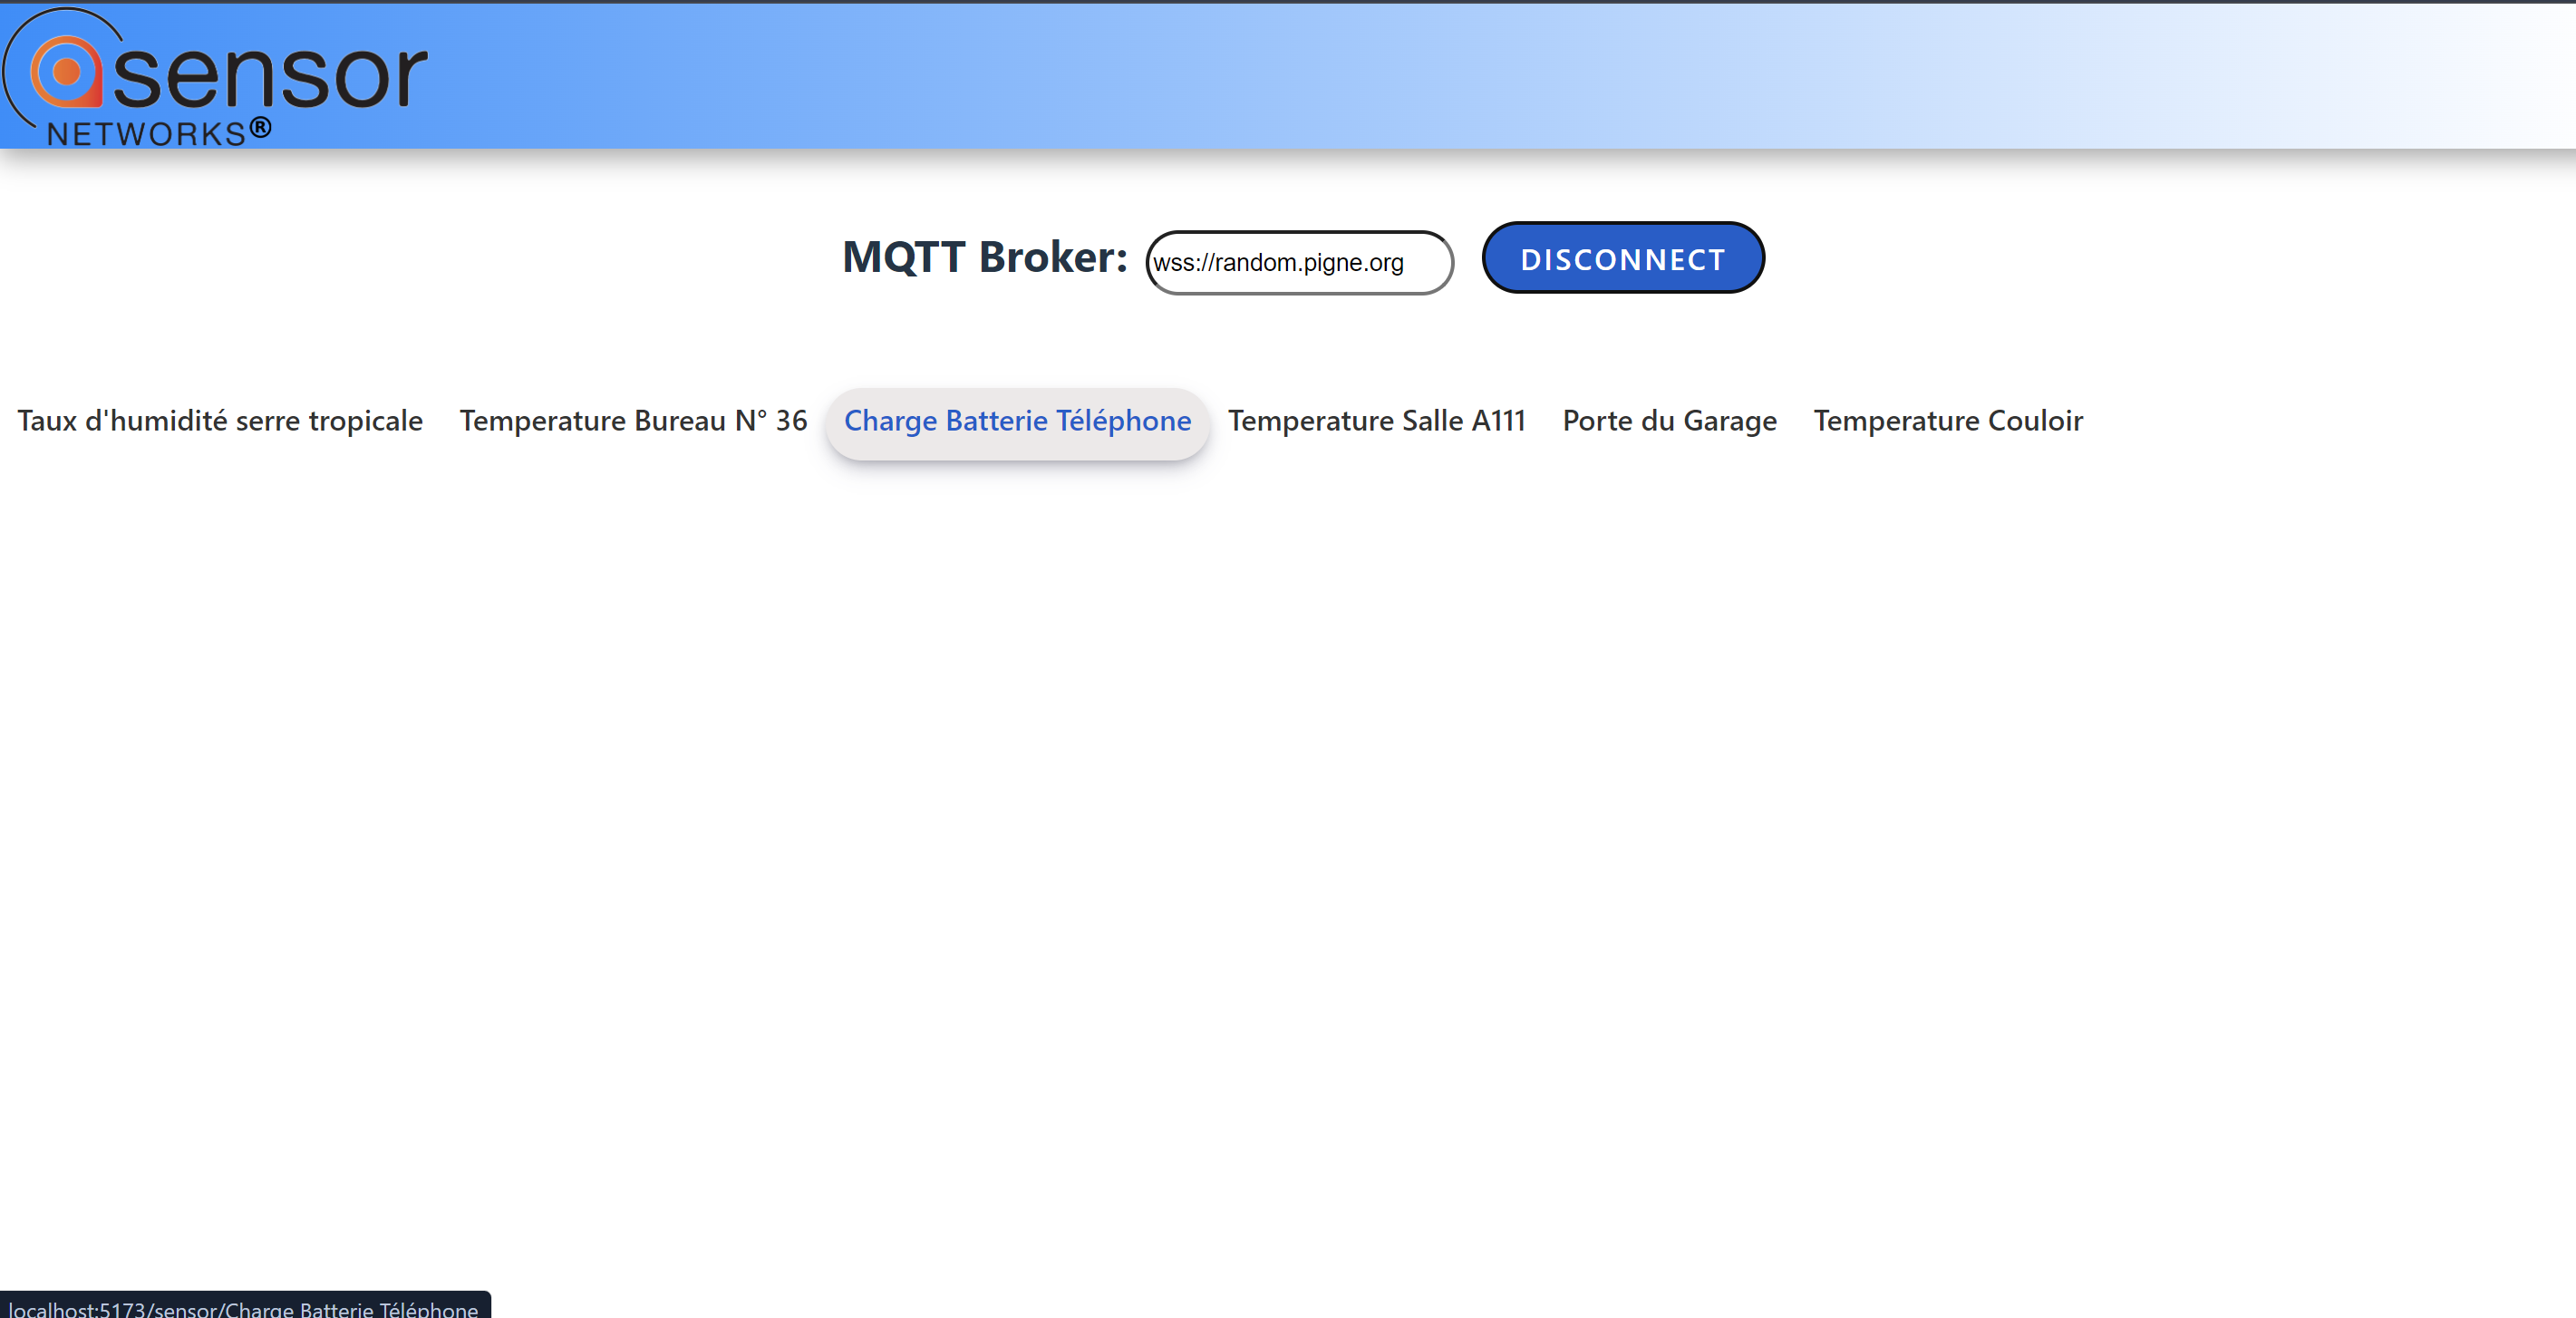 sensor
NETWORKS®
MQTT Broker: wss://random.pigne.org DISCONNECT
Taux d'humidité serre tropicale Temperature Bureau N° 36 Charge Batterie Téléphone Temperature Salle A111 Porte du Garage Temperature Couloir
localhost:5173/sensor/Charge Batterie Téléphone